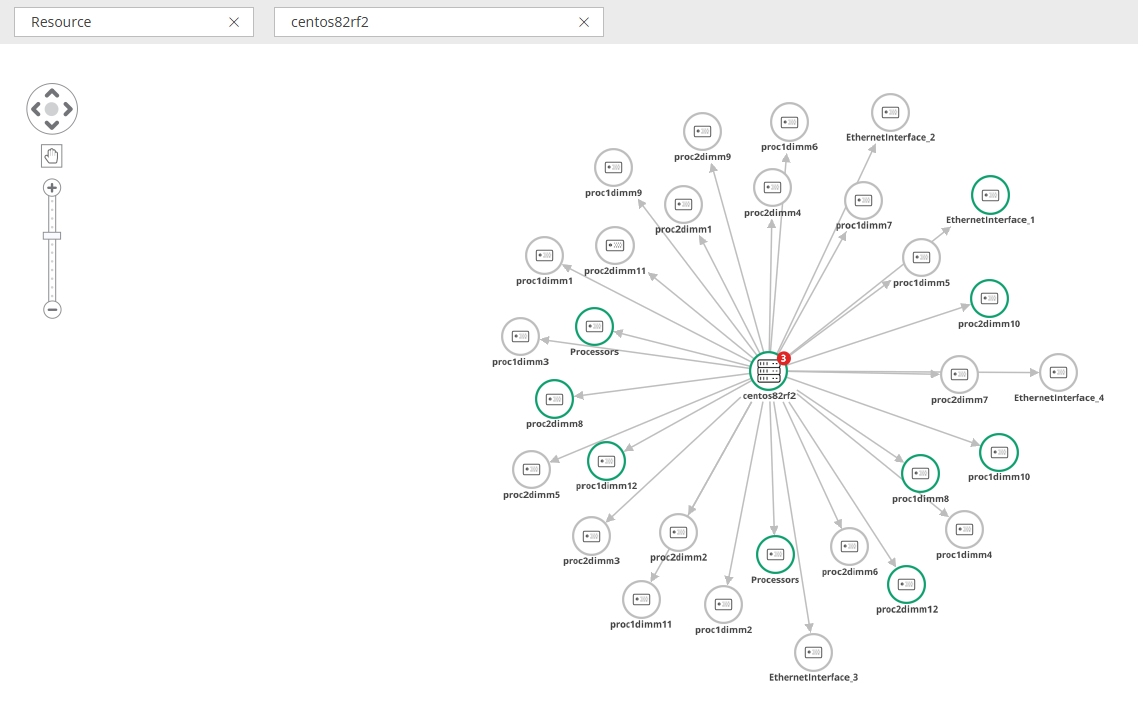 Resource
centos82rf2
EthernetInterface_2
proc1dimm6
proc2dimm9
proc1dimm9
proc2dimm4
EthernetInterface_1
proc1dimm7
proc2dimm1
proc2dimm11
proc1dimm1
proc1dimm5
proc2dimm10
Processors
proc1dimm3
3
centos82rf2
proc2dimm7
EthernetInterface_4
proc2dimm8
proc1dimm10
proc1dimm12
proc2dimm5
proc1dimm8
proc1dimm4
proc2dimm2
proc2dimm3
proc2dimm6
Processors
proc2dimm12
proc1dimm11
proc1dimm2
EthernetInterface_3